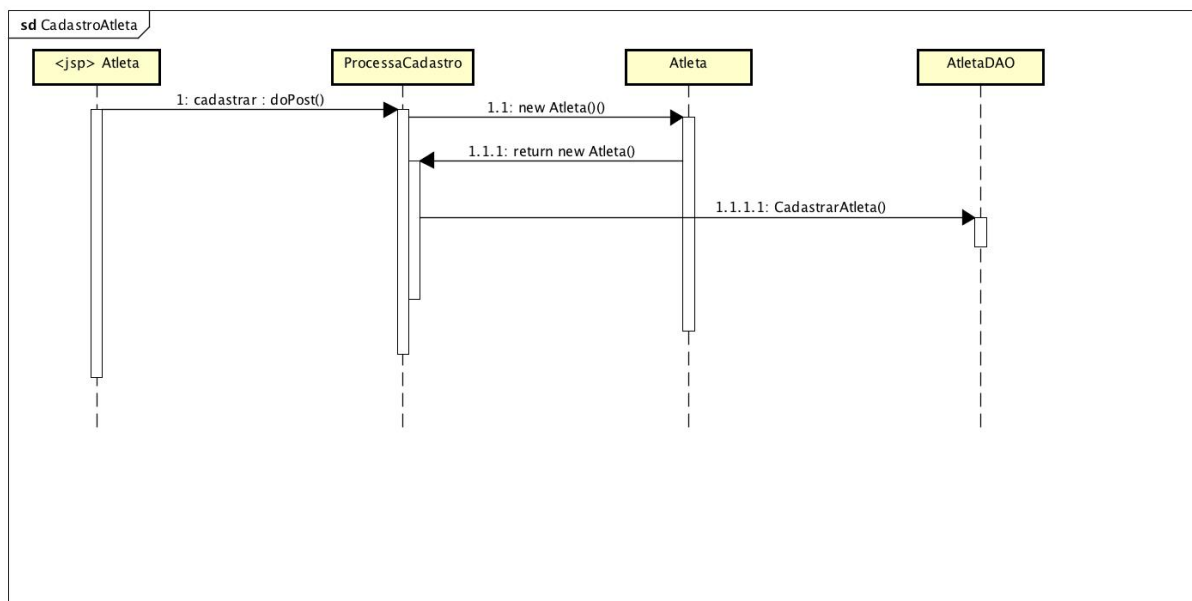 sd CadastroAtleta
<jsp> Atleta
ProcessaCadastro
Atleta
AtletaDAO
1: cadastrar : doPost()
1.1: new Atleta()()
1.1.1: return new Atleta()
1.1.1.1: CadastrarAtleta()